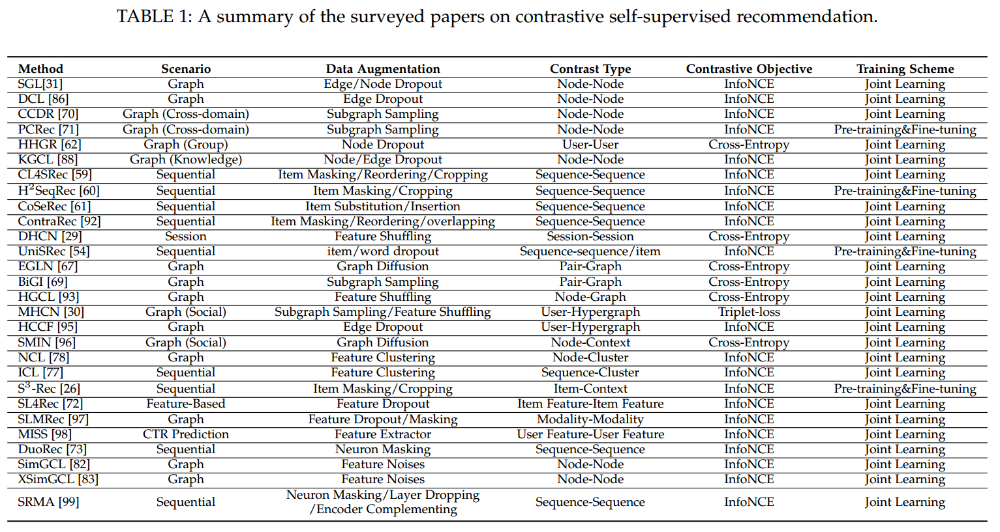 TABLE 1: A summary of the surveyed papers on contrastive self-supervised recommendation.
Method Scenario Data Augmentation Contrast Type Contrastive Objective Training Scheme
SGL[31] Graph Edge/Node Dropout Node-Node InfoNCE Joint Learning
DCL [86] Graph Edge Dropout Node-Node InfoNCE Joint Learning
CCDR [70] Graph (Cross-domain) Subgraph Sampling Node-Node InfoNCE Joint Learning
PCRec [71] Graph (Cross-domain) Subgraph Sampling Node-Node InfoNCE Pre-training&Fine-tuning
HHGR [62] Graph (Group) Node Dropout User-User Cross-Entropy Joint Learning
KGCL [88] Graph (Knowledge) Node/Edge Dropout Node-Node InfoNCE Joint Learning
CL4SRec [59] Sequential Item Masking/Reordering/Cropping Sequence-Sequence InfoNCE Joint Learning
H²SeqRec [60] Sequential Item Masking/Cropping Sequence-Sequence InfoNCE Pre-training&Fine-tuning
CoSeRec [61] Sequential Item Substitution/Insertion Sequence-Sequence InfoNCE Joint Learning
ContraRec [92] Sequential Item Masking/Reordering/overlapping Sequence-Sequence InfoNCE Joint Learning
DHCN [29] Session Feature Shuffling Session-Session Cross-Entropy Joint Learning
UniSRec [54] Sequential item/word dropout Sequence-sequence/item InfoNCE Pre-training&Fine-tuning
EGLN [67] Graph Graph Diffusion Pair-Graph Cross-Entropy Joint Learning
BiGI [69] Graph Subgraph Sampling Pair-Graph Cross-Entropy Joint Learning
HGCL [93] Graph Feature Shuffling Node-Graph Cross-Entropy Joint Learning
MHCN [30] Graph (Social) Subgraph Sampling/Feature Shuffling User-Hypergraph Triplet-loss Joint Learning
HCCF [95] Graph Edge Dropout User-Hypergraph InfoNCE Joint Learning
SMIN [96] Graph (Social) Graph Diffusion Node-Context Cross-Entropy Joint Learning
NCL [78] Graph Feature Clustering Node-Cluster InfoNCE Joint Learning
ICL [77] Sequential Feature Clustering Sequence-Cluster InfoNCE Joint Learning
S³-Rec [26] Sequential Item Masking/Cropping Item-Context InfoNCE Pre-training&Fine-tuning
SL4Rec [72] Feature-Based Feature Dropout Item Feature-Item Feature InfoNCE Joint Learning
SLMRec [97] Graph Feature Dropout/Masking Modality-Modality InfoNCE Joint Learning
MISS [98] CTR Prediction Feature Extractor User Feature-User Feature InfoNCE Joint Learning
DuoRec [73] Sequential Neuron Masking Sequence-Sequence InfoNCE Joint Learning
SimGCL [82] Graph Feature Noises Node-Node InfoNCE Joint Learning
XSimGCL [83] Graph Feature Noises Node-Node InfoNCE Joint Learning
SRMA [99] Sequential Neuron Masking/Layer Dropping
/Encoder Complementing Sequence-Sequence InfoNCE Joint Learning